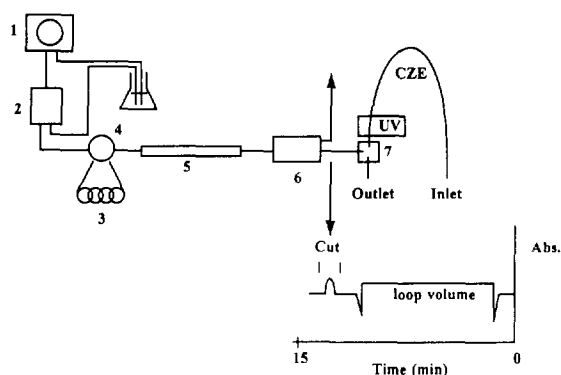 1
CZE
2
4
UV
7
5
6
3
Outlet Inlet
Cut
Abs.
loop volume
15
0
Time (min)